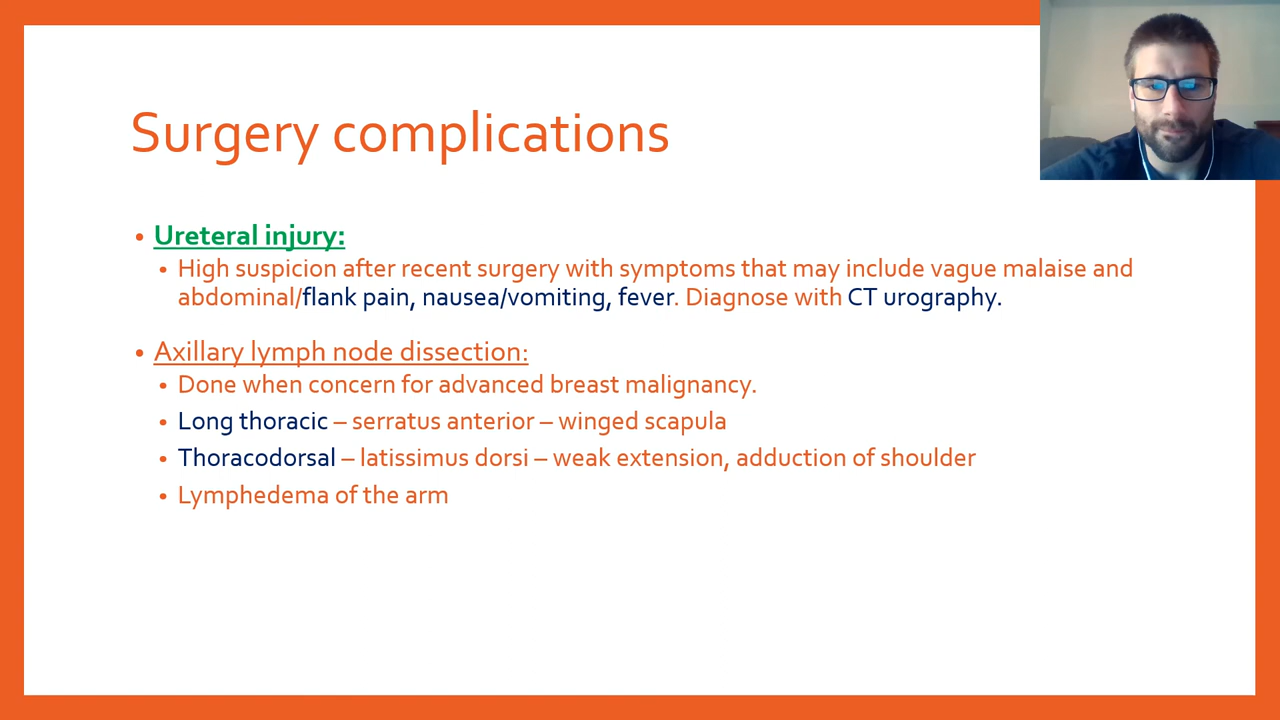 Surgery complications
• Ureteral injury:
• High suspicion after recent surgery with symptoms that may include vague malaise and
abdominal/flank pain, nausea/vomiting, fever. Diagnose with CT urography.
• Axillary lymph node dissection:
• Done when concern for advanced breast malignancy.
• Long thoracic – serratus anterior – winged scapula
• Thoracodorsal – latissimus dorsi – weak extension, adduction of shoulder
• Lymphedema of the arm